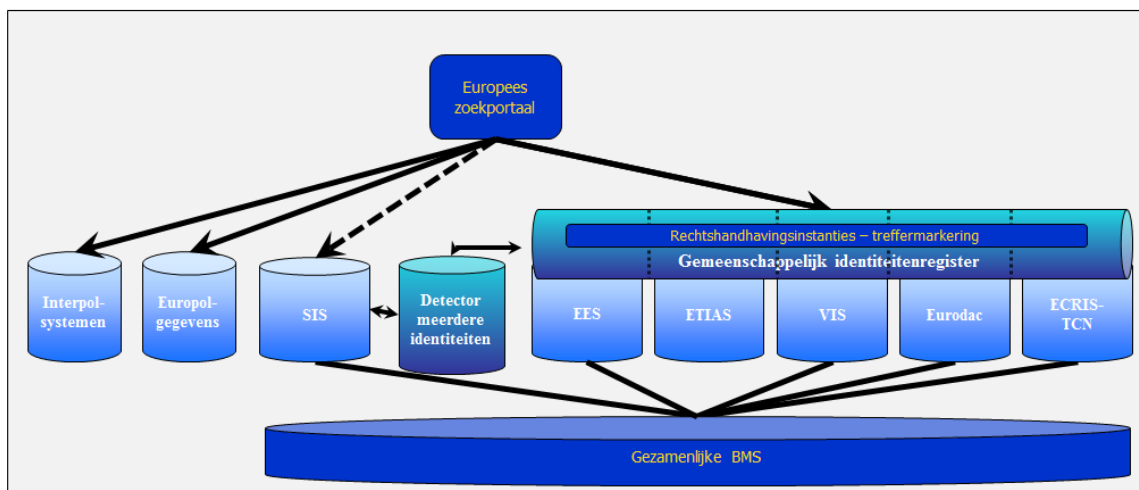 Europees
zoekportaal
Rechtshandhavingsinstanties – treffermarkering
Gemeenschappelijk identiteitenregister
Interpol-
systemen
Europol-
gegevens
SIS
Detector
meerdere
identiteiten
EES
ETIAS
VIS
Eurodac
ECRIS-
TCN
Gezamenlijke BMS